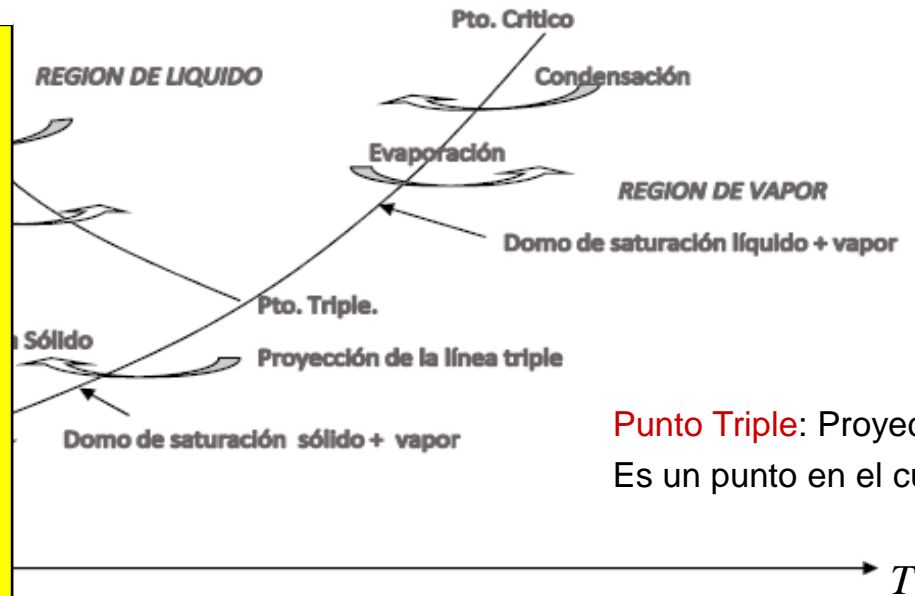 Pto. Critico
REGION DE LIQUIDO
Condensación
Evaporación
REGION DE VAPOR
Domo de saturación líquido + vapor
Pto. Triple.
Sólido
Proyección de la línea triple
Domo de saturación sólido + vapor
Punto Triple: Proyec
Es un punto en el cu
T